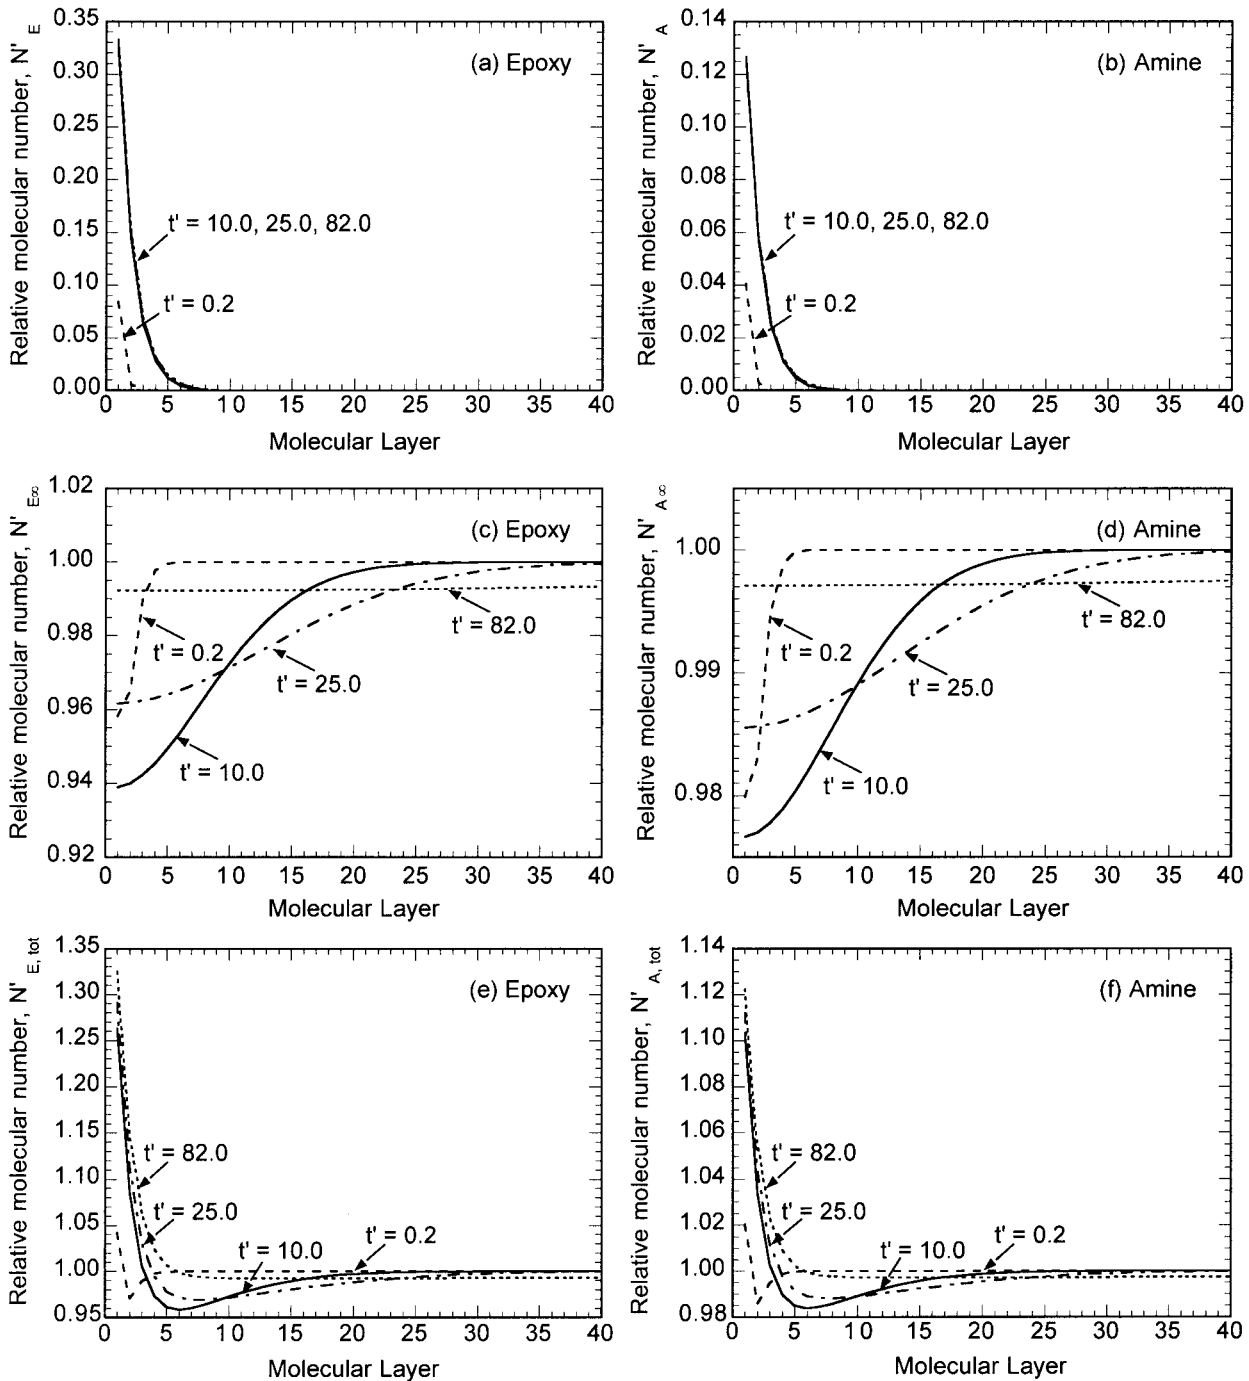 Relative molecular number, N'E
0.35
0.30
0.35
0.20
0.15
0.10
0.05
0.00
(a) Epoxy
t' = 10.0, 25.0, 82.0
t' = 0.2
0 5 10 15 20 25 30 35 40
Molecular Layer
Relative molecular number, N'A
0.14
0.12
0.10
0.08
0.06
0.04
0.02
0.00
(b) Amine
t' = 10.0, 25.0, 82.0
t' = 0.2
0 5 10 15 20 25 30 35 40
Molecular Layer
Relative molecular number, N'E∞
1.02
1.00
0.98
0.96
0.94
0.92
(c) Epoxy
t' = 82.0
t' = 0.2
t' = 25.0
t' = 10.0
0 5 10 15 20 25 30 35 40
Molecular Layer
Relative molecular number, N'A∞
1.00
0.99
0.98
(d) Amine
t' = 82.0
t' = 0.2
t' = 25.0
t' = 10.0
0 5 10 15 20 25 30 35 40
Molecular Layer
Relative molecular number, N'E, tot
1.35
1.30
1.25
1.20
1.15
1.10
1.05
1.00
0.95
(e) Epoxy
t' = 82.0
t' = 25.0
t' = 10.0
t' = 0.2
0 5 10 15 20 25 30 35 40
Molecular Layer
Relative molecular number, N'A, tot
1.14
1.12
1.10
1.08
1.06
1.04
1.02
1.00
0.98
(f) Amine
t' = 82.0
t' = 25.0
t' = 10.0
t' = 0.2
0 5 10 15 20 25 30 35 40
Molecular Layer